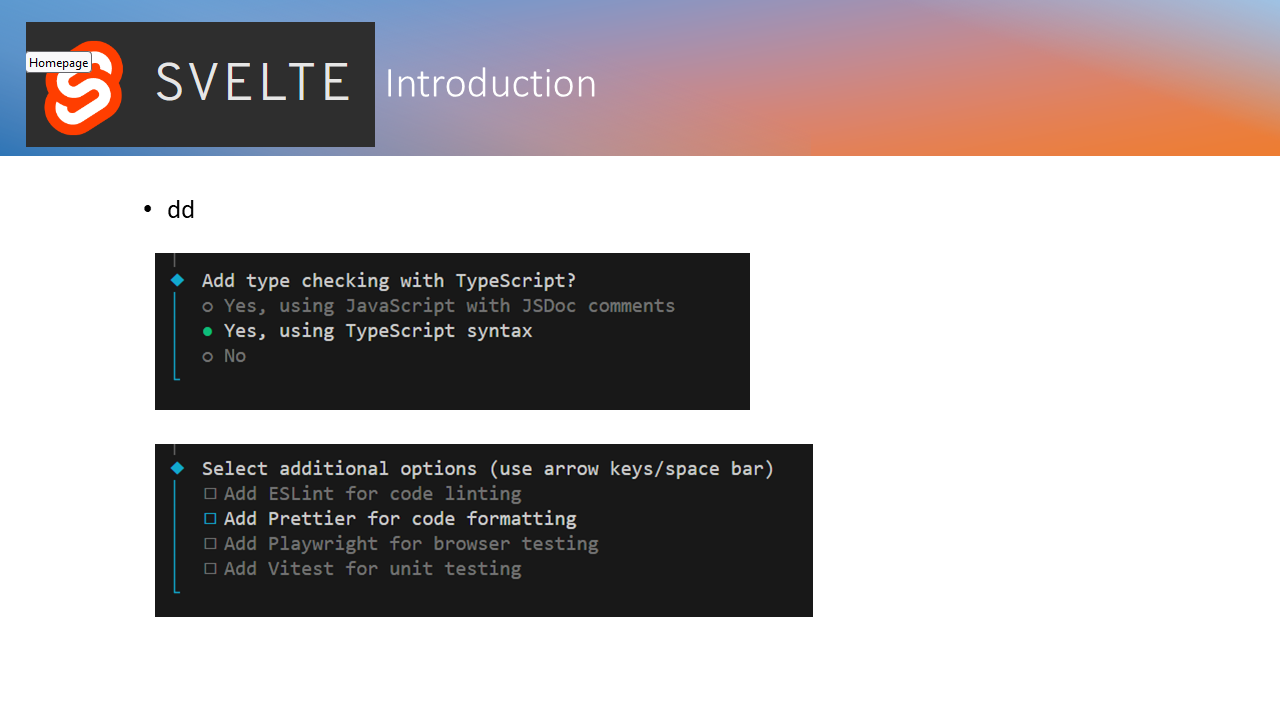 Homepage
SVELTE
Introduction
• dd
Add type checking with TypeScript?
Yes, using JavaScript with JSDoc comments
Yes, using TypeScript syntax
No
Select additional options (use arrow keys/space bar)
Add ESLint for code linting
Add Prettier for code formatting
Add Playwright for browser testing
Add Vitest for unit testing